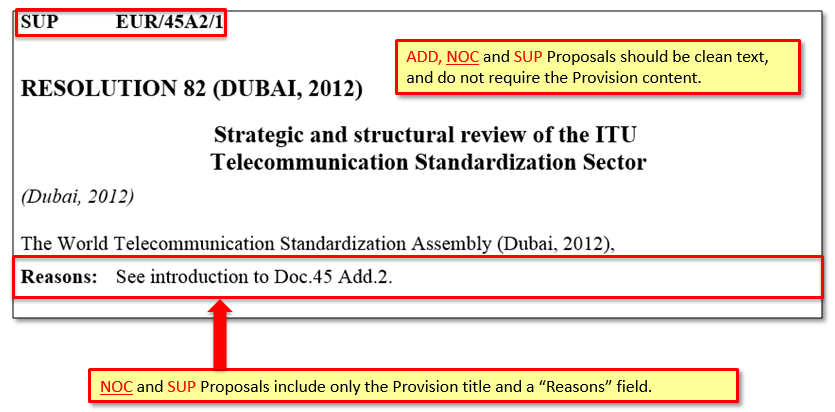 SUP EUR/45A2/1
ADD, NOC and SUP Proposals should be clean text,
and do not require the Provision content.
RESOLUTION 82 (DUBAI, 2012)
Strategic and structural review of the ITU
Telecommunication Standardization Sector
(Dubai, 2012)
The World Telecommunication Standardization Assembly (Dubai, 2012),
Reasons: See introduction to Doc.45 Add.2.
NOC and SUP Proposals include only the Provision title and a “Reasons” field.